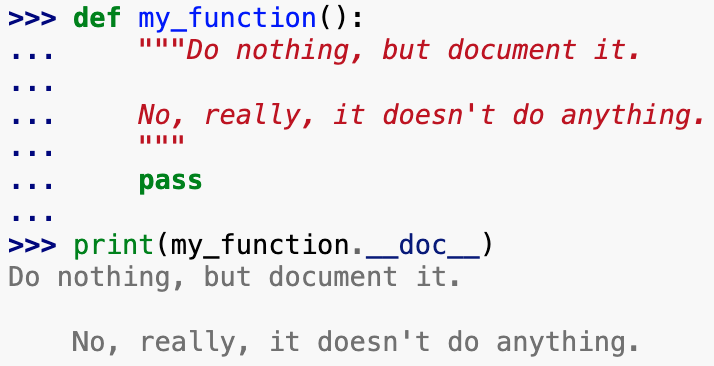 >>> def my_function():
...     """Do nothing, but document it.
...
...     No, really, it doesn't do anything.
...     """
...     pass
...
>>> print(my_function.__doc__)
Do nothing, but document it.

    No, really, it doesn't do anything.